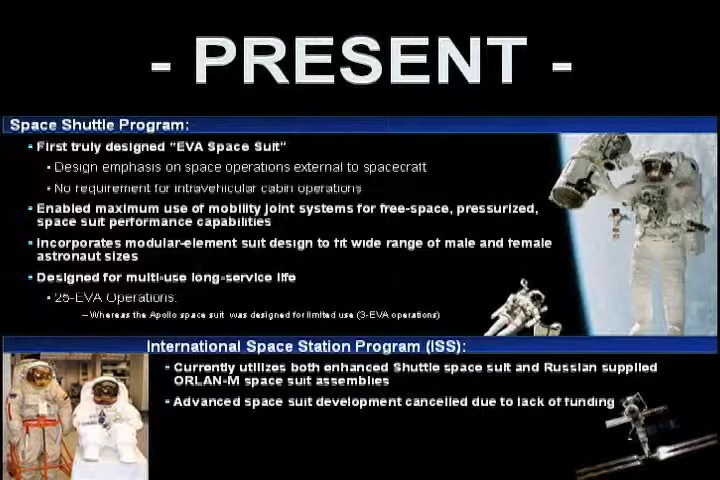 - PRESENT -
Space Shuttle Program:
- First truly designed "EVA Space Suit"
• Design emphasis on space operations external to spacecraft
• No requirement for intravehicular cabin operations
- Enabled maximum use of mobility joint systems for free-space, pressurized,
space suit performance capabilities
- Incorporates modular-element suit design to fit wide range of male and female
astronaut sizes
- Designed for multi-use long-service life
• 25-EVA Operations.
– Whereas the Apollo space suit was designed for limited use (3-EVA operations)
International Space Station Program (ISS):
- Currently utilizes both enhanced Shuttle space suit and Russian supplied
ORLAN-M space suit assemblies
- Advanced space suit development cancelled due to lack of funding